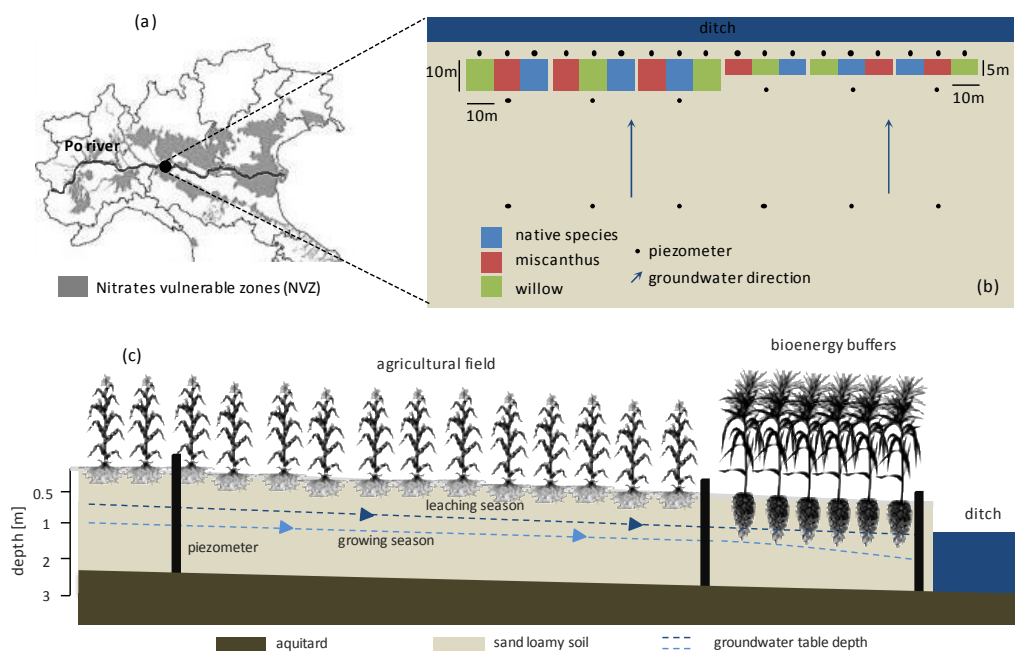 (a)
Po river
Nitrates vulnerable zones (NVZ)
ditch
10m
10m
5m
10m
native species
miscanthus
willow
piezometer
groundwater direction
(b)
(c)
agricultural field
bioenergy buffers
depth [m]
0.5
1
2
3
leaching season
growing season
piezometer
ditch
aquitard
sand loamy soil
groundwater table depth